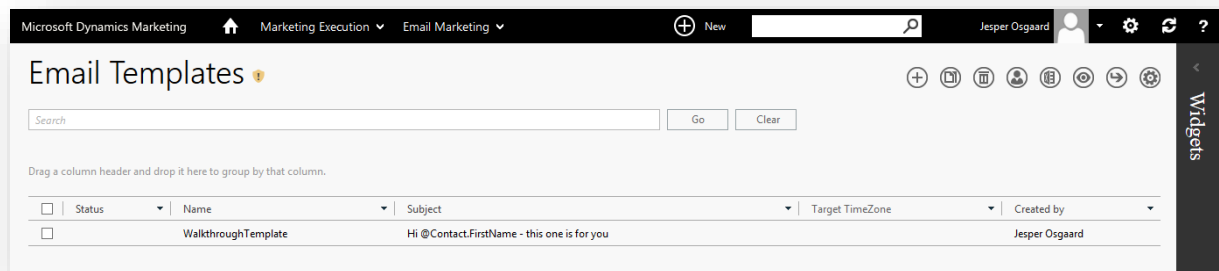 Microsoft Dynamics Marketing Marketing Execution Email Marketing New Jesper Osgaard ?
Email Templates
Search Go Clear
Widgets
Drag a column header and drop it here to group by that column.
Status Name Subject Target TimeZone Created by
WalkthroughTemplate Hi @Contact.FirstName - this one is for you Jesper Osgaard